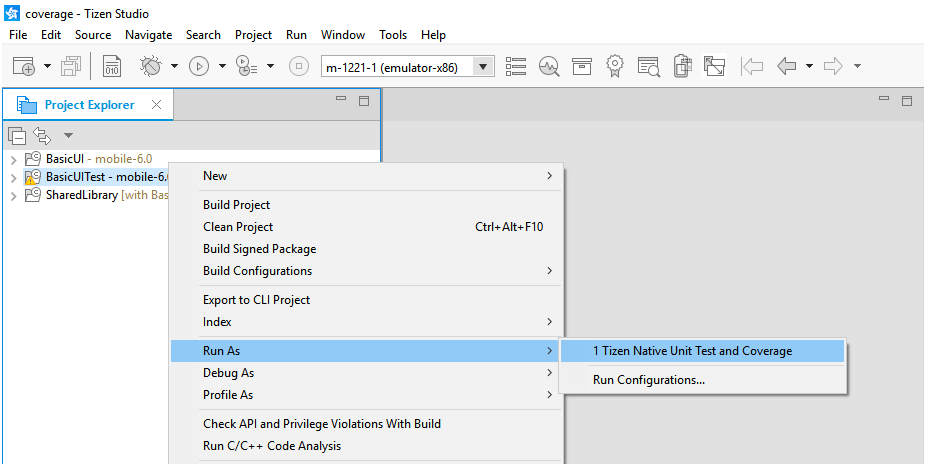 coverage - Tizen Studio
File Edit Source Navigate Search Project Run Window Tools Help
010 m-1221-1 (emulator-x86)
Project Explorer
BasicUI - mobile-6.0
BasicUITest - mobile-6.
SharedLibrary [with Bas
New
Build Project
Clean Project Ctrl+Alt+F10
Build Signed Package
Build Configurations
Export to CLI Project
Index
Run As
1 Tizen Native Unit Test and Coverage
Debug As
Run Configurations...
Profile As
Check API and Privilege Violations With Build
Run C/C++ Code Analysis